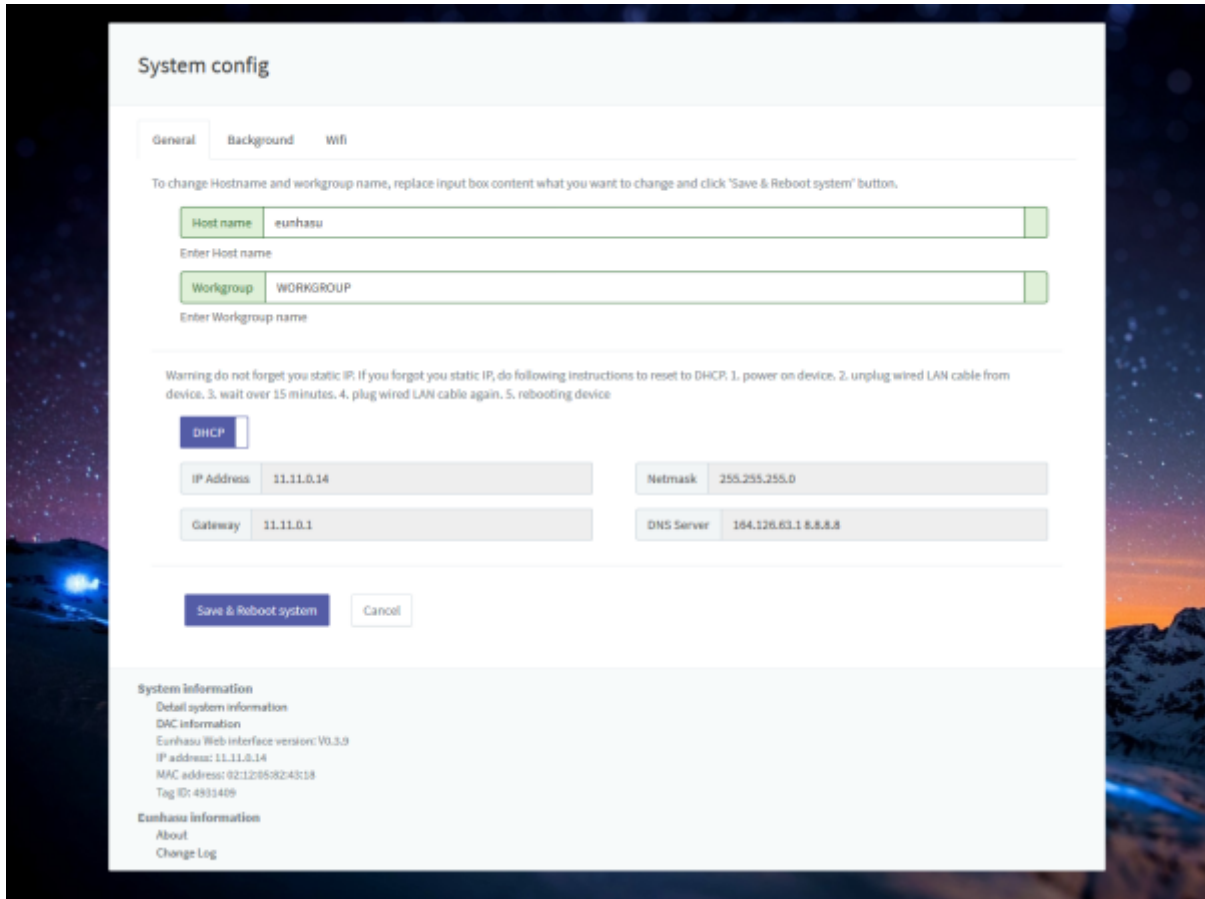 System config
General Background Wifi
To change Hostname and workgroup name, replace input box content what you want to change and click 'Save & Reboot system' button.
Host name eunhasu
Enter Host name
Workgroup WORKGROUP
Enter Workgroup name
Warning do not forget you static IP. If you forgot you static IP, do following instructions to reset to DHCP. 1. power on device. 2. unplug wired LAN cable from
device. 3. wait over 15 minutes. 4. plug wired LAN cable again. 5. rebooting device
DHCP
IP Address 11.11.0.14 Netmask 255.255.255.0
Gateway 11.11.0.1 DNS Server 164.126.63.1 8.8.8.8
Save & Reboot system Cancel
System information
Detail system information
DAC information
Eunhasu Web interface version: V0.3.9
IP address: 11.11.0.14
MAC address: 02:12:05:82:43:18
Tag ID: 4931409
Eunhasu information
About
Change Log